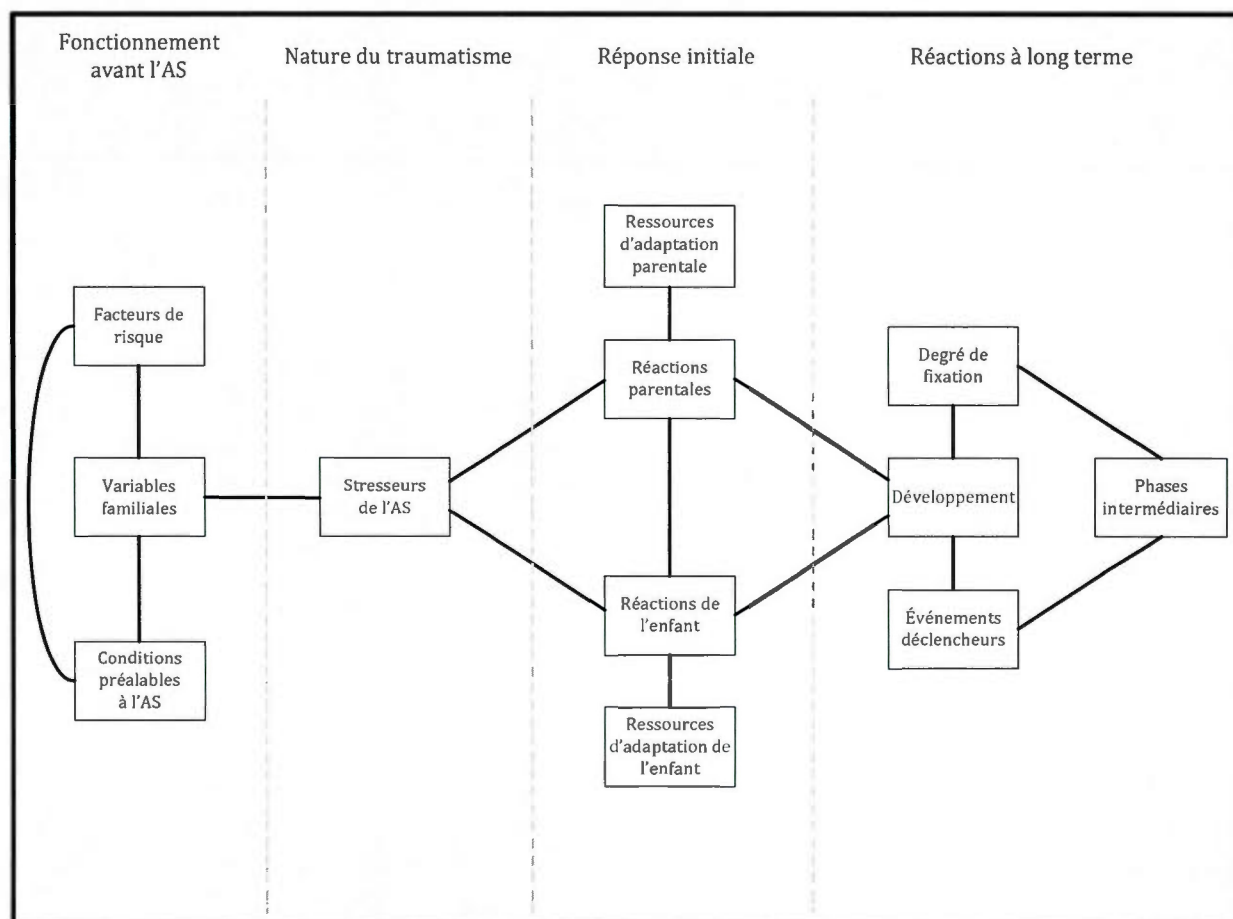 Fonctionnement
avant l'AS
Nature du traumatisme
Réponse initiale
Réactions à long terme
Facteurs de
risque
Variables
familiales
Conditions
préalables
à l'AS
Stresseurs
de l'AS
Ressources
d'adaptation
parentale
Réactions
parentales
Réactions de
l'enfant
Ressources
d'adaptation de
l'enfant
Degré de
fixation
Développement
Événements
déclencheurs
Phases
intermédiaires